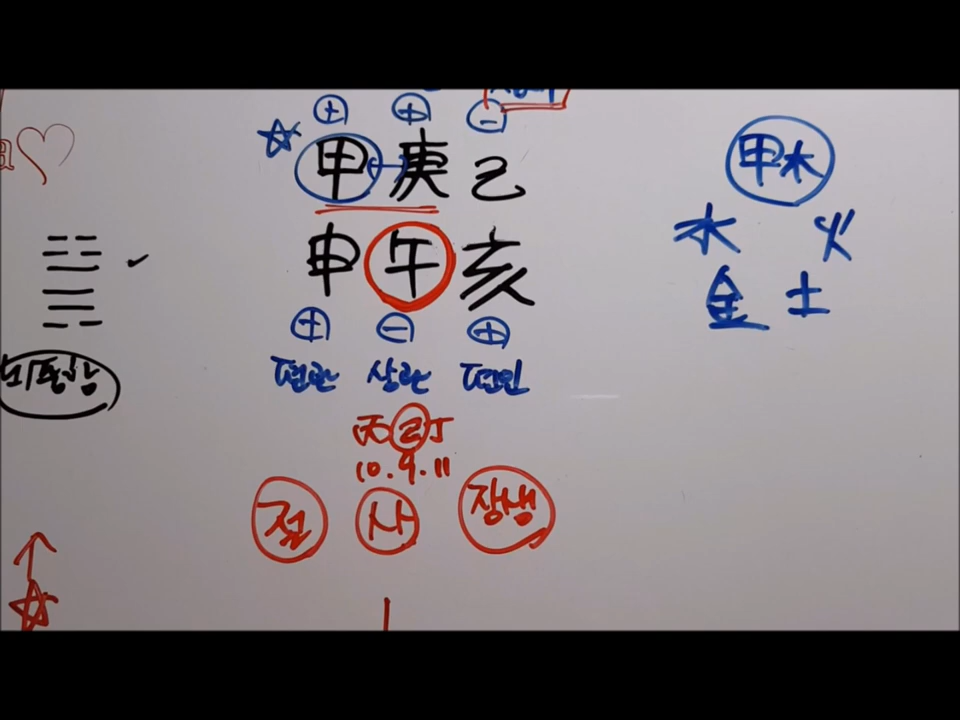 ⊕ ⊕ ⊖
甲 庚 己
申 午 亥
⊕ ⊖ ⊕
편관 상관 편인
丙 己 丁
10. 9. 11
절 사 장생
甲木
水 火
金 土